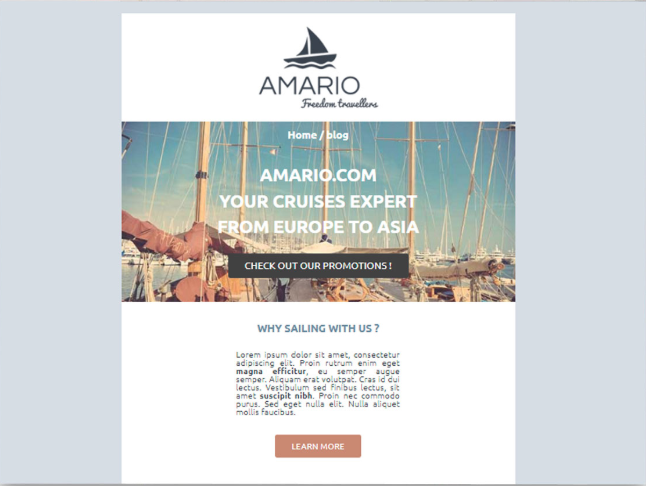 AMARIO
Freedom travellers
Home / blog
AMARIO.COM
YOUR CRUISES EXPERT
FROM EUROPE TO ASIA
CHECK OUT OUR PROMOTIONS !
WHY SAILING WITH US ?
Lorem ipsum dolor sit amet, consectetur
adipiscing elit. Proin rutrum enim eget
magna efficitur, eu semper augue
semper. Aliquam erat volutpat. Cras id dui
lectus. Vestibulum sed finibus lectus, sit
amet suscipit nibh. Proin nec commodo
purus. Sed eget nulla elit. Nulla aliquet
mollis faucibus.
LEARN MORE